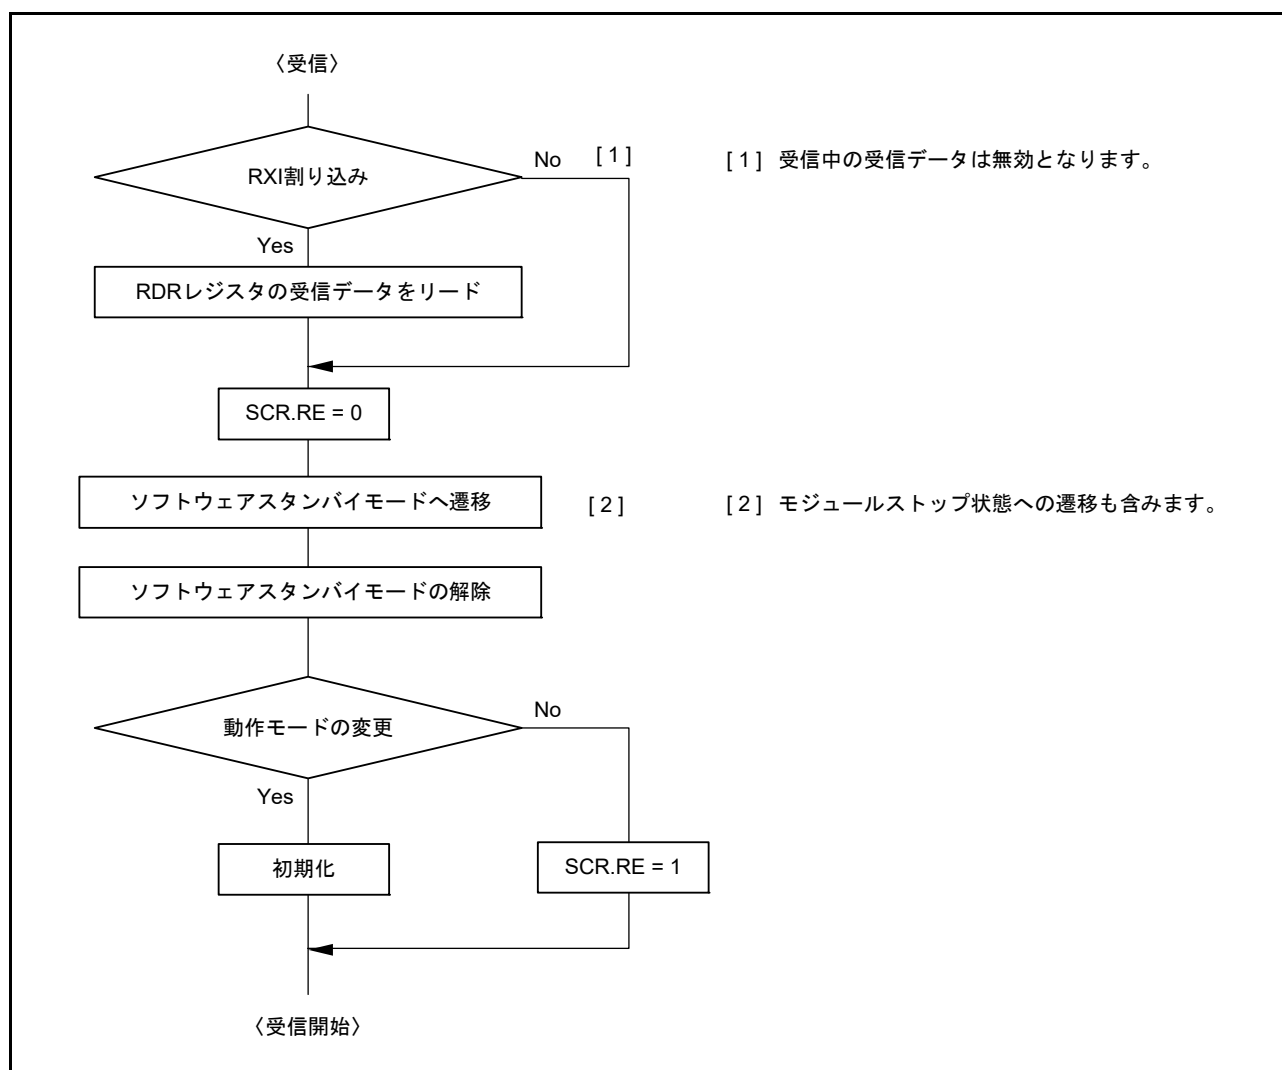 〈受信〉
RXI割り込み
No
[ 1 ]
[ 1 ] 受信中の受信データは無効となります。
Yes
RDRレジスタの受信データをリード
SCR.RE = 0
ソフトウェアスタンバイモードへ遷移
[ 2 ]
[ 2 ] モジュールストップ状態への遷移も含みます。
ソフトウェアスタンバイモードの解除
動作モードの変更
No
Yes
初期化
SCR.RE = 1
〈受信開始〉